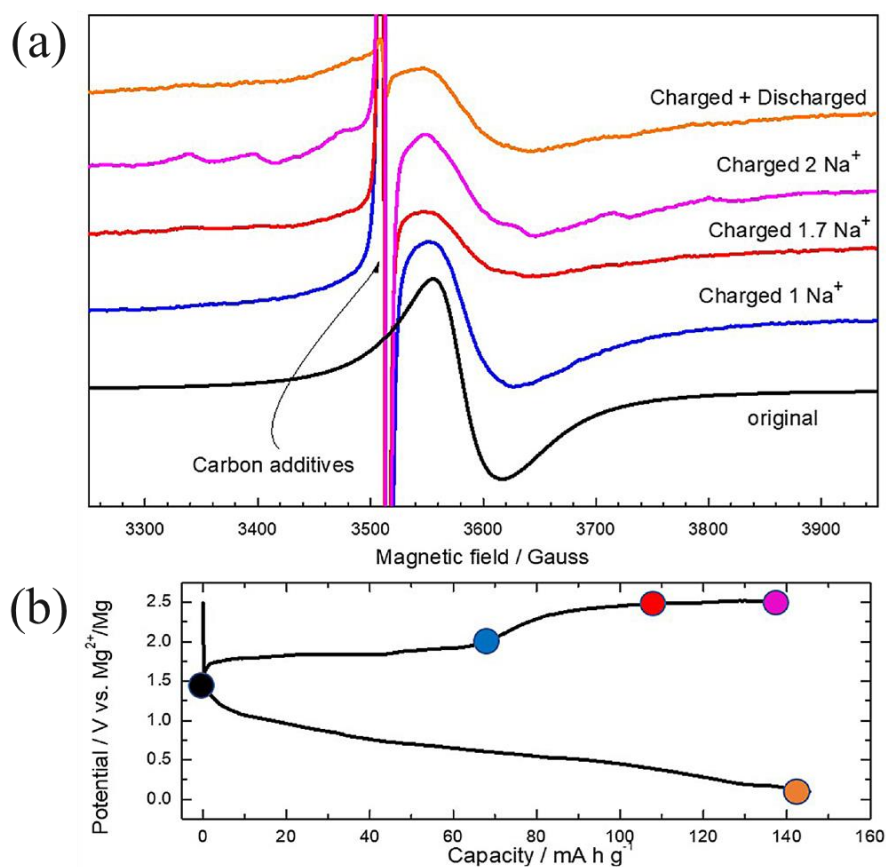 (a)
Charged + Discharged
Charged 2 Na⁺
Charged 1.7 Na⁺
Charged 1 Na⁺
original
Carbon additives
3300 3400 3500 3600 3700 3800 3900
Magnetic field / Gauss
(b)
Potential / V vs. Mg²⁺/Mg
2.5
2.0
1.5
1.0
0.5
0.0
0 20 40 60 80 100 120 140 160
Capacity / mA h g⁻¹